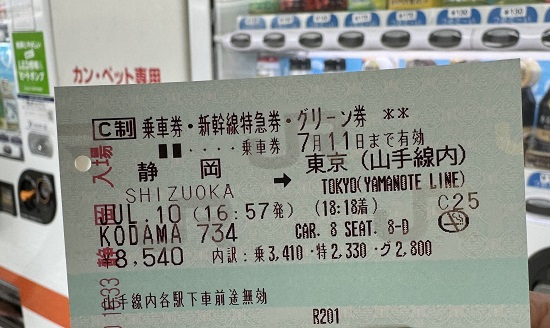 カン・ペット専用
C制 乗車券・新幹線特急券・グリーン券 **
・・・・乗車券 7月11日まで有効
静岡 → 東京(山手線内)
SHIZUOKA TOKYO(YAMANOTE LINE)
JUL.10 (16:57発) (18:18着) C25
KODAMA 734 CAR.8 SEAT.8-D
¥8,540 内訳:乗3,410・特2,330・グ2,800
山手線内各駅下車前途無効
R201
入場